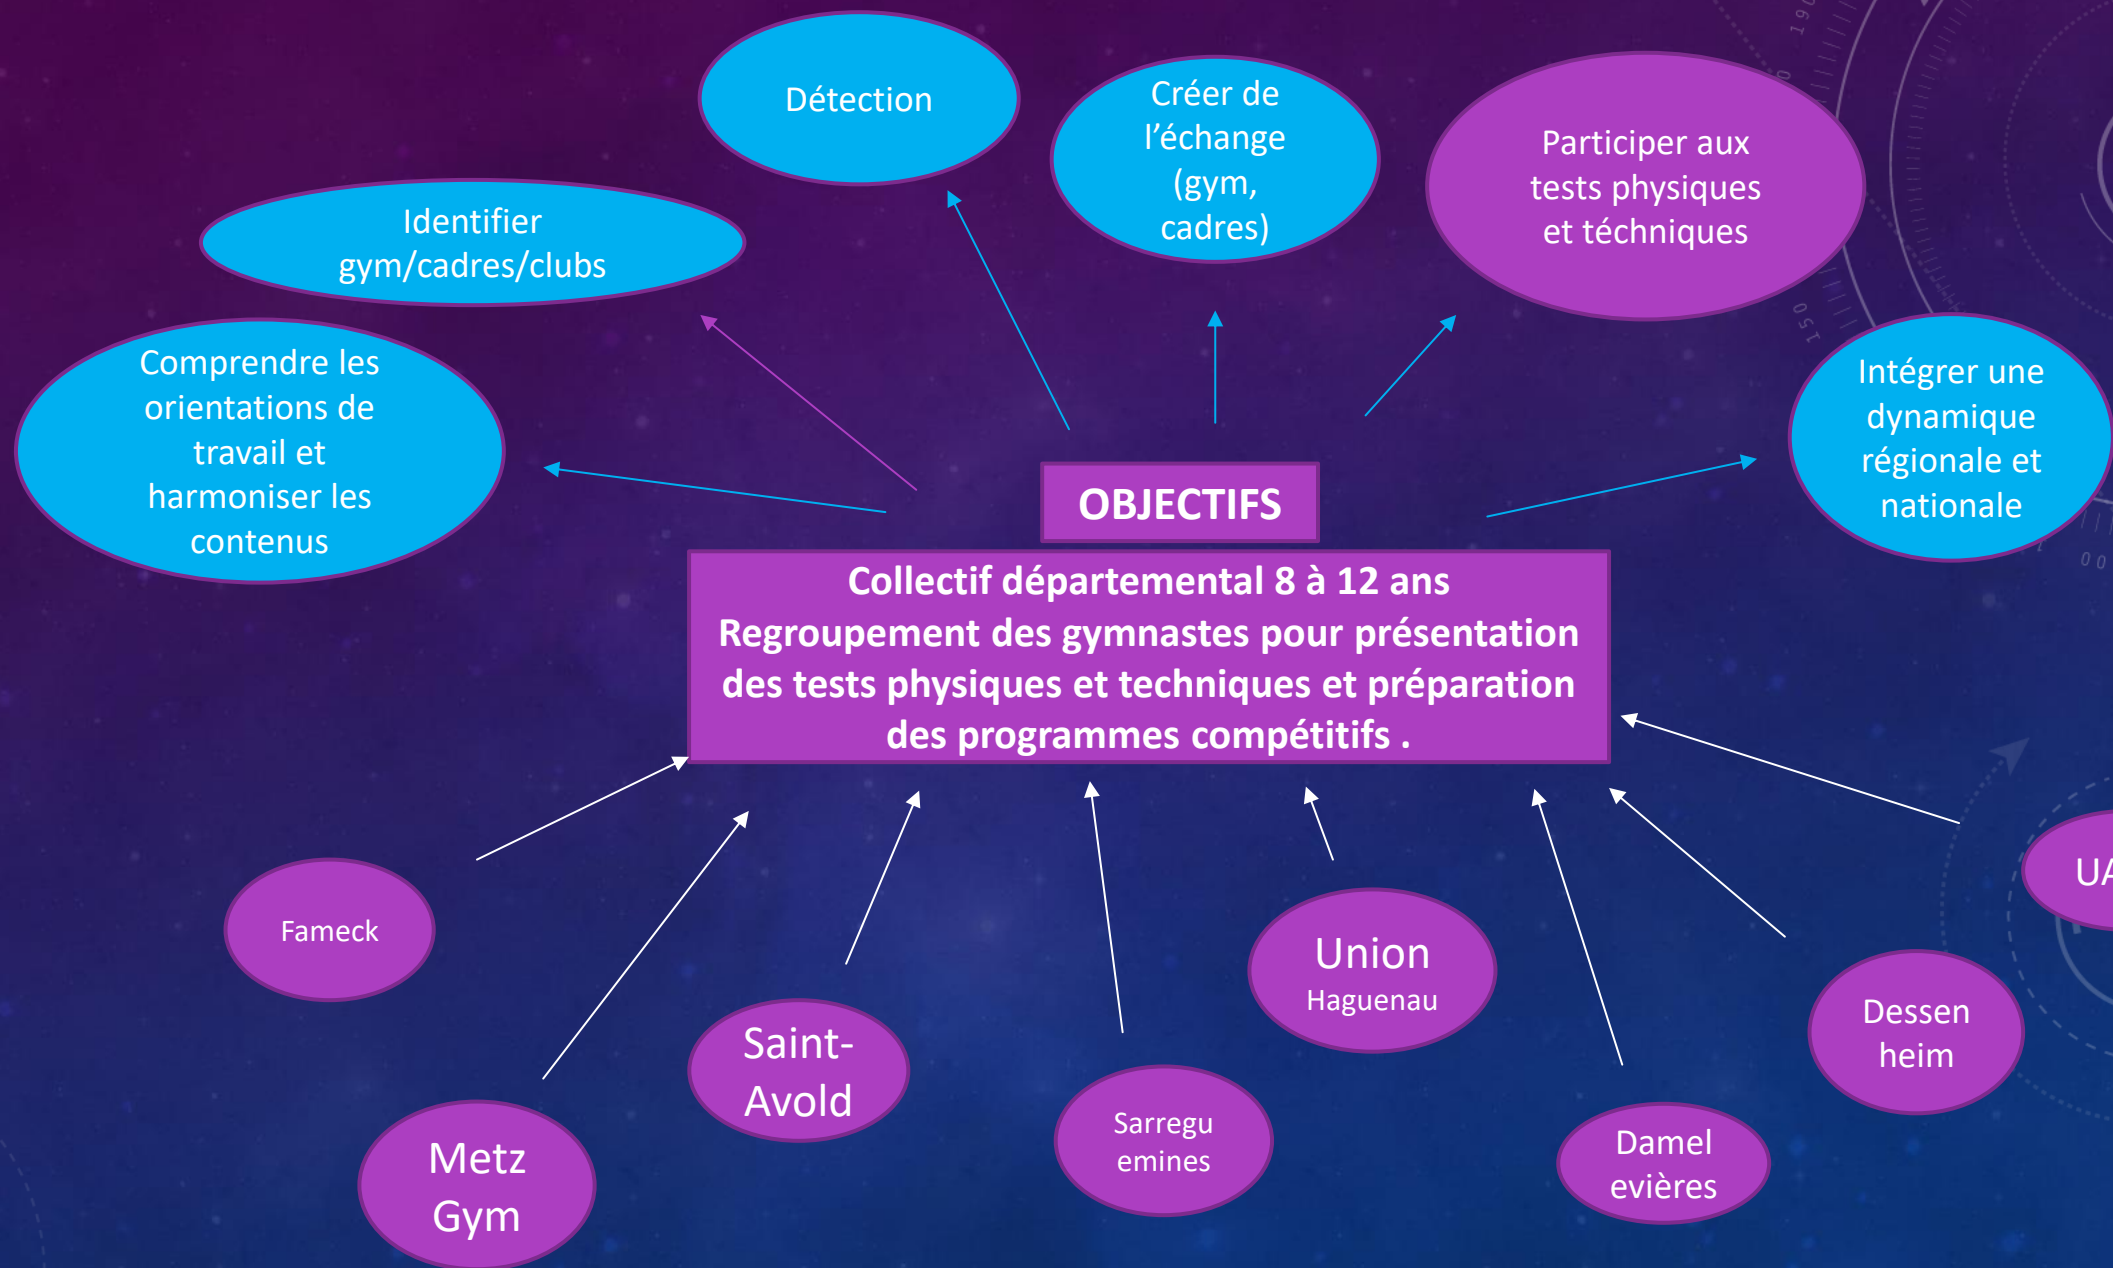 Détection
Créer de
l'échange
(gym,
cadres)
Participer aux
tests physiques
et téchniques
Identifier
gym/cadres/clubs
Comprendre les
orientations de
travail et
harmoniser les
contenus
Intégrer une
dynamique
régionale et
nationale
OBJECTIFS
Collectif départemental 8 à 12 ans
Regroupement des gymnastes pour présentation
des tests physiques et techniques et préparation
des programmes compétitifs .
Fameck
Metz
Gym
Saint-
Avold
Sarregu
emines
Union
Haguenau
Damel
evières
Dessen
heim
150